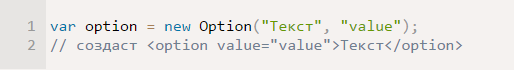 1 var option = new Option("Текст", "value");
2 // создаст <option value="value">Текст</option>